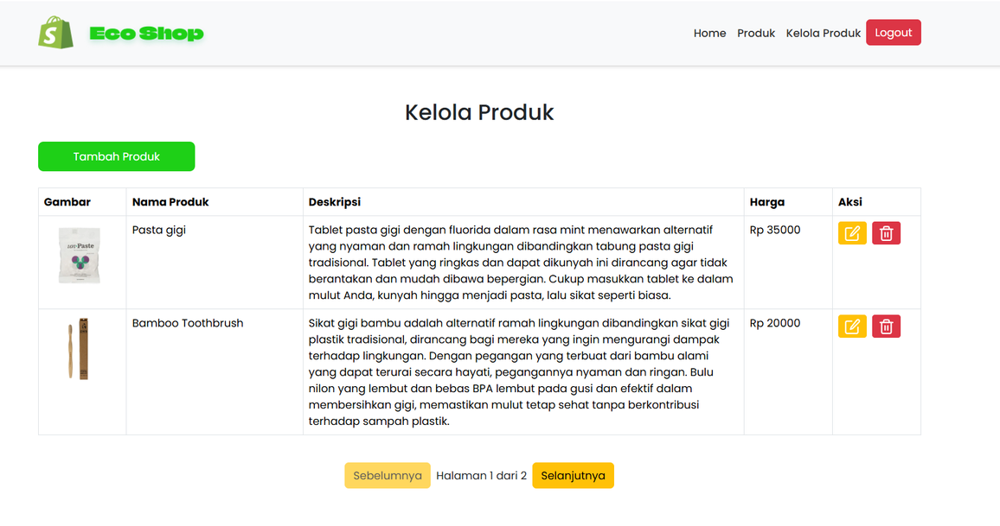 S Eco Shop
Home Produk Kelola Produk Logout
Kelola Produk
Tambah Produk
Gambar Nama Produk Deskripsi Harga Aksi
Paste
Pasta gigi
Tablet pasta gigi dengan fluorida dalam rasa mint menawarkan alternatif
yang nyaman dan ramah lingkungan dibandingkan tabung pasta gigi
tradisional. Tablet yang ringkas dan dapat dikunyah ini dirancang agar tidak
berantakan dan mudah dibawa bepergian. Cukup masukkan tablet ke dalam
mulut Anda, kunyah hingga menjadi pasta, lalu sikat seperti biasa.
Rp 35000
Bamboo Toothbrush
Sikat gigi bambu adalah alternatif ramah lingkungan dibandingkan sikat gigi
plastik tradisional, dirancang bagi mereka yang ingin mengurangi dampak
terhadap lingkungan. Dengan pegangan yang terbuat dari bambu alami
yang dapat terurai secara hayati, pegangannya nyaman dan ringan. Bulu
nilon yang lembut dan bebas BPA lembut pada gusi dan efektif dalam
membersihkan gigi, memastikan mulut tetap sehat tanpa berkontribusi
terhadap sampah plastik.
Rp 20000
Sebelumnya Halaman 1 dari 2 Selanjutnya